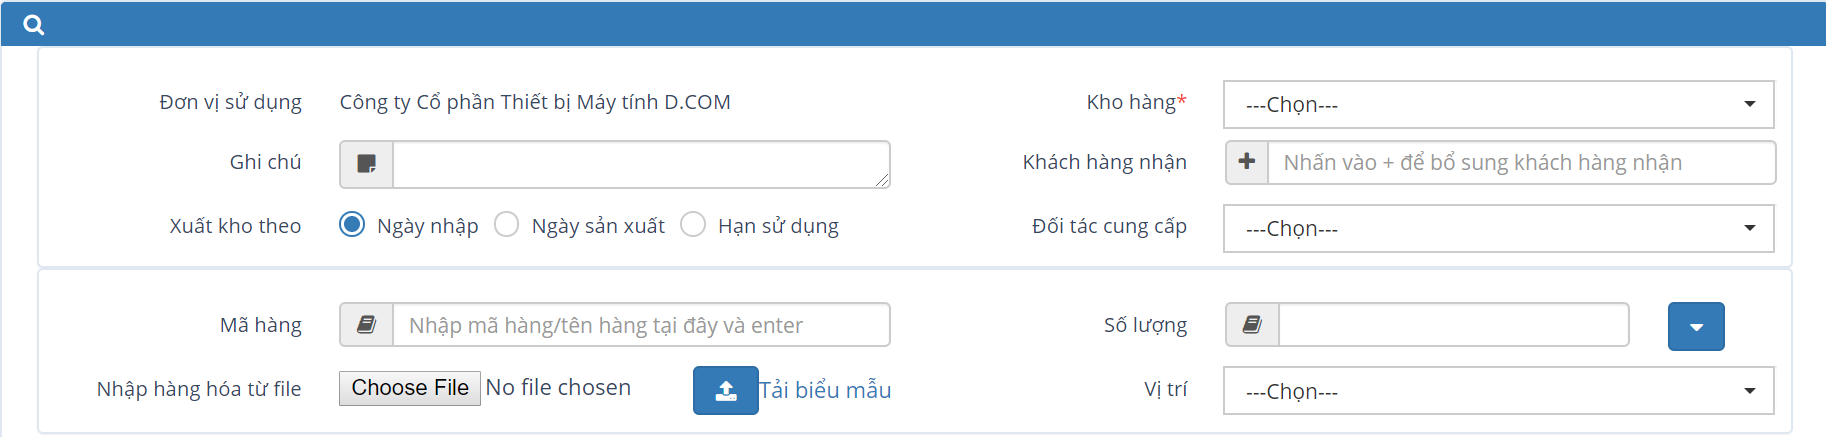 Đơn vị sử dụng Công ty Cổ phần Thiết bị Máy tính D.COM Kho hàng* ---Chọn---
Ghi chú Khách hàng nhận Nhấn vào + để bổ sung khách hàng nhận
Xuất kho theo Ngày nhập Ngày sản xuất Hạn sử dụng Đối tác cung cấp ---Chọn---
Mã hàng Nhập mã hàng/tên hàng tại đây và enter Số lượng
Nhập hàng hóa từ file Choose File No file chosen Tải biểu mẫu Vị trí ---Chọn---